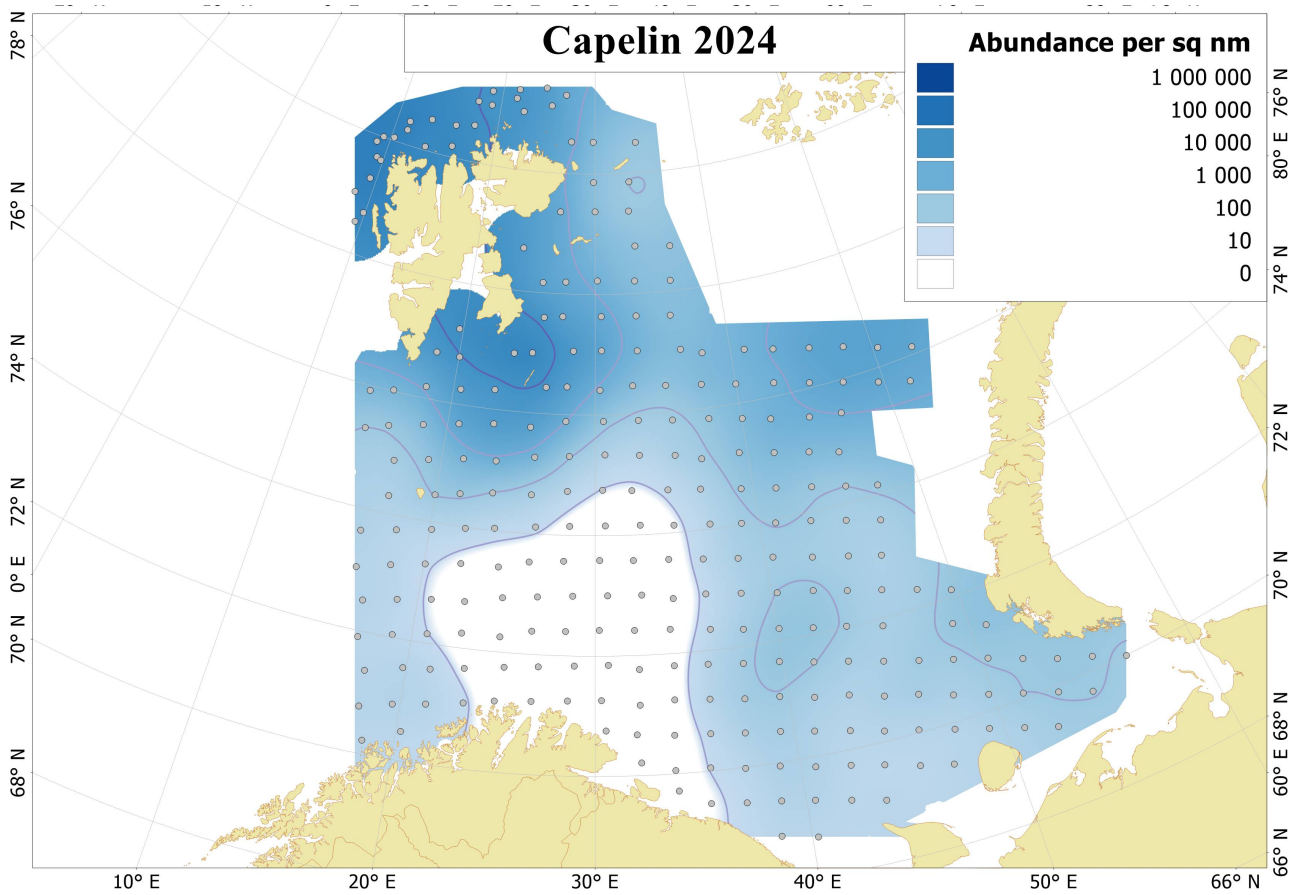 Capelin 2024
Abundance per sq nm
1 000 000
100 000
10 000
1 000
100
10
0
78° N
76° N
74° N
72° N
0° E
70° N
68° N
76° N
80° E
74° N
72° N
70° N
68° N
60° E
66° N
10° E
20° E
30° E
40° E
50° E
66° N